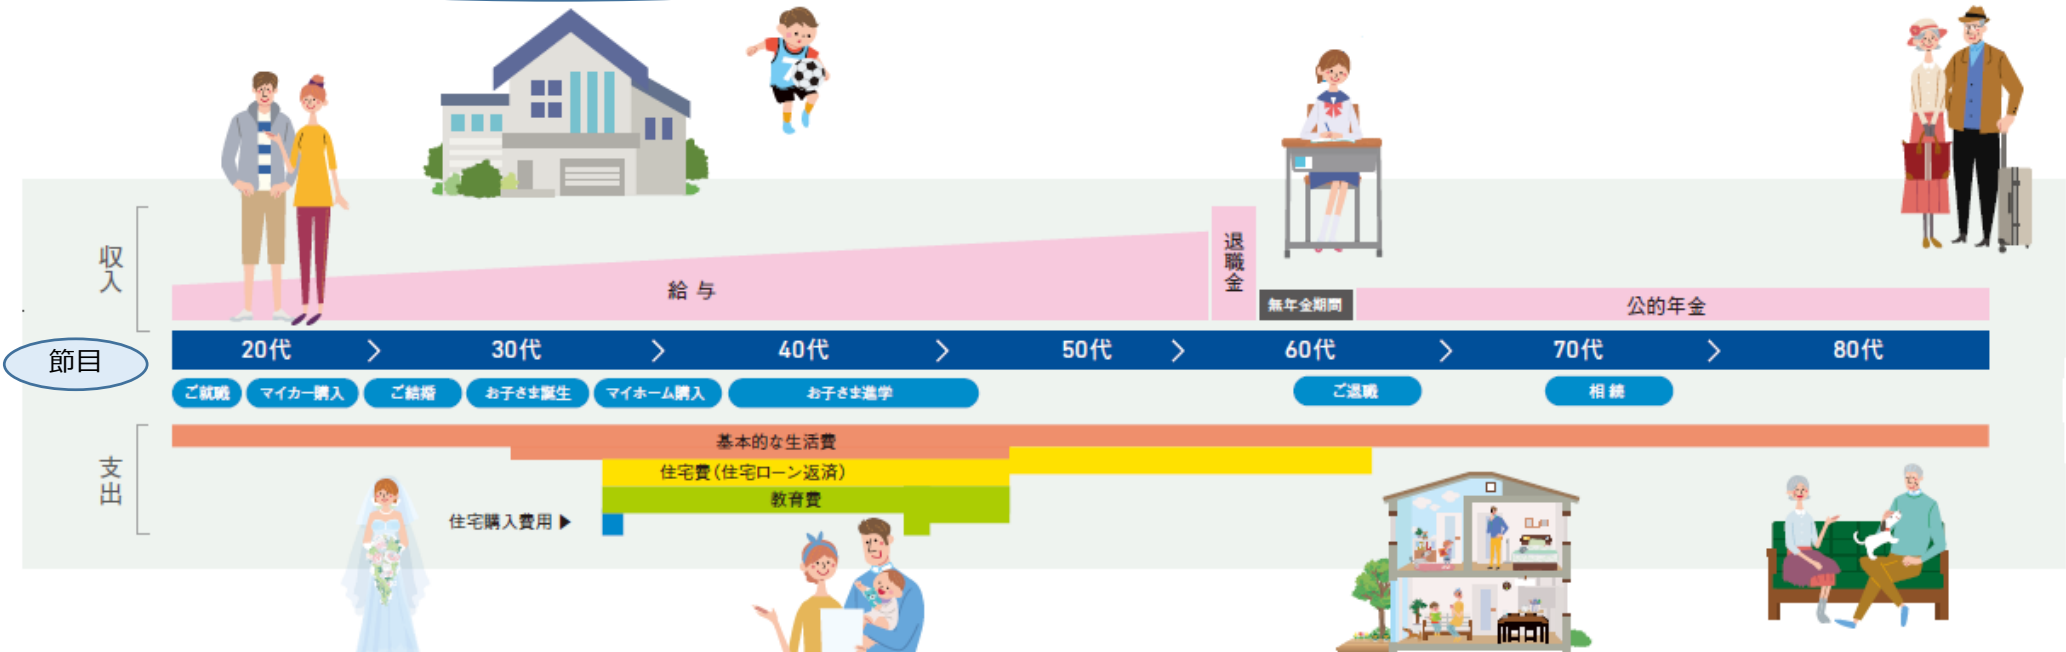 収入
給与
退職金
無年金期間
公的年金
節目
20代 > 30代 > 40代 > 50代 > 60代 > 70代 > 80代
ご就職 マイカー購入 ご結婚 お子さま誕生 マイホーム購入 お子さま進学 ご退職 相続
支出
基本的な生活費
住宅費(住宅ローン返済)
教育費
住宅購入費用▶
7